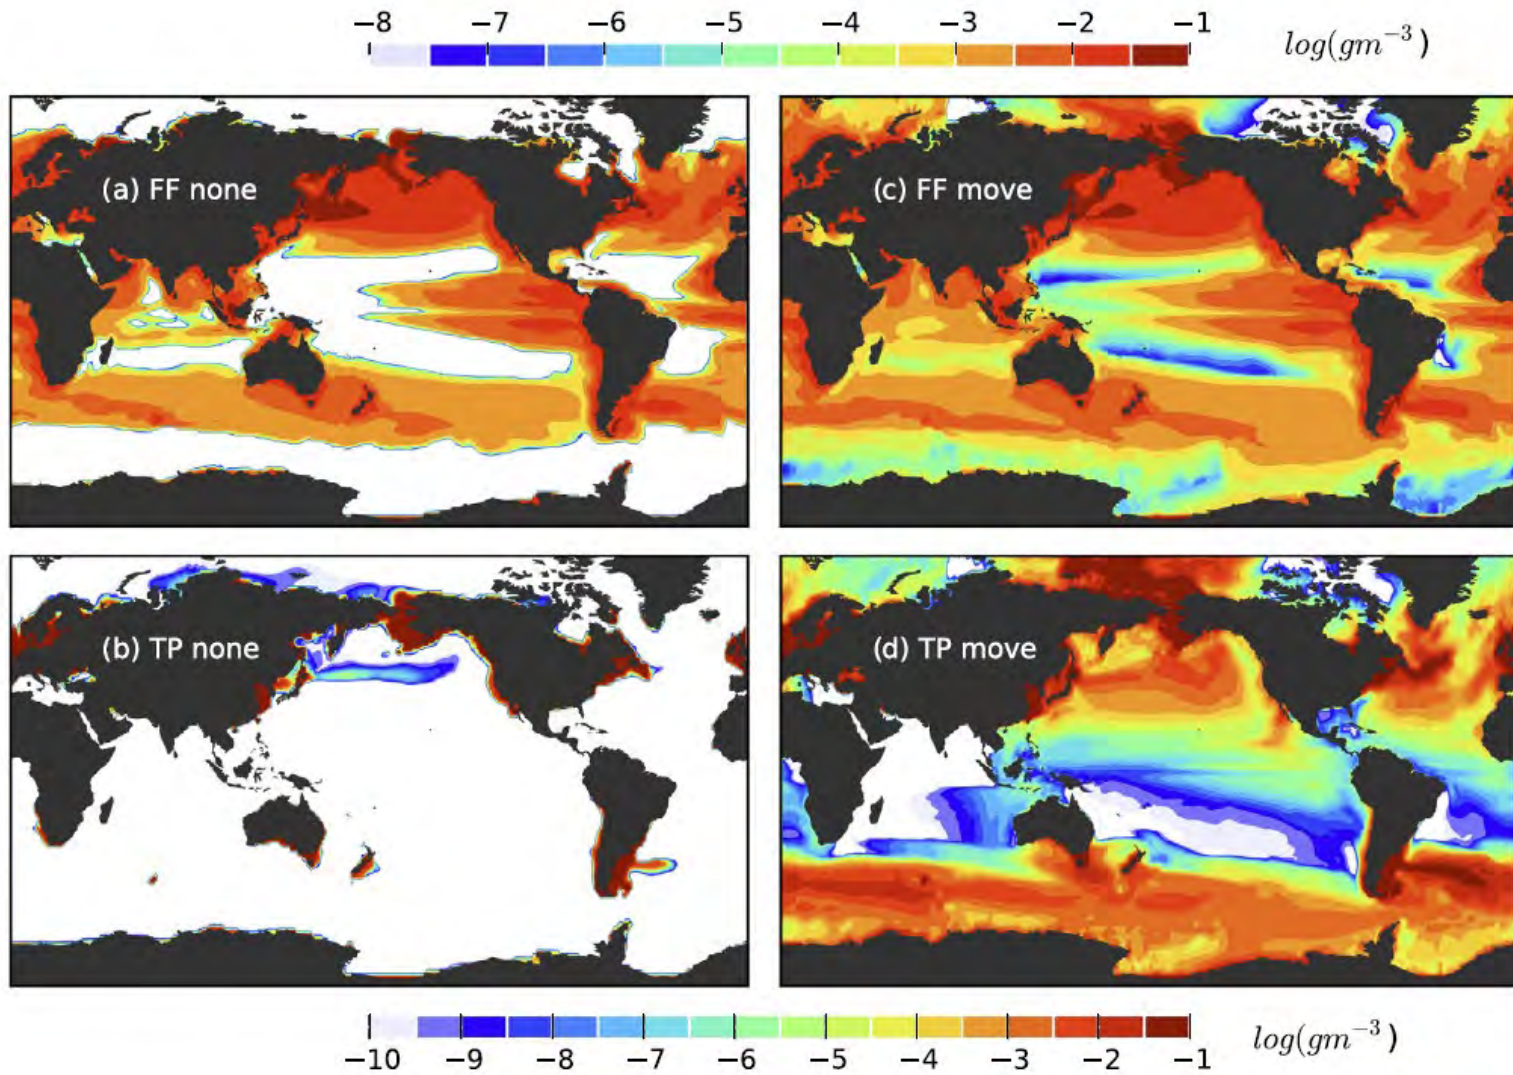 −8 −7 −6 −5 −4 −3 −2 −1
log(gm⁻³)
(a) FF none
(c) FF move
(b) TP none
(d) TP move
−10 −9 −8 −7 −6 −5 −4 −3 −2 −1
log(gm⁻³)